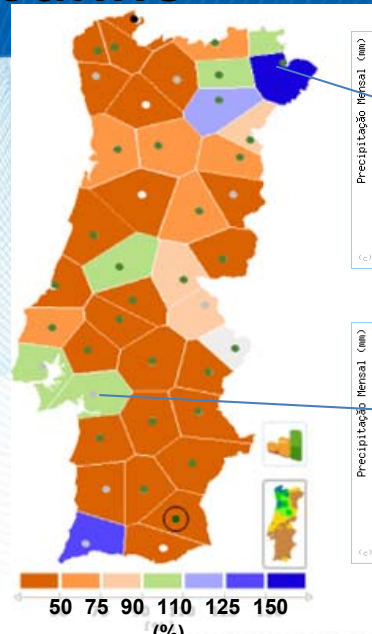 Precipitação Mensal (mm)
(c)
Precipitação Mensal (mm)
(c)
50 75 90 110 125 150
(%)